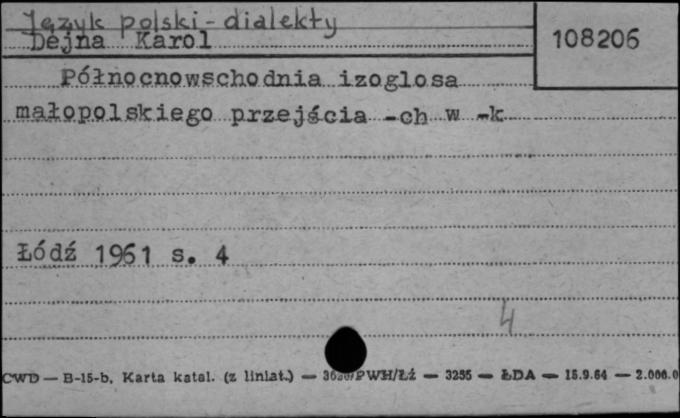 Język polski - dialekty
Dejna Karol
108206
Północnowschodnia izoglosa
małopolskiego przejścia -ch w -k
Łódź 1961 s. 4
4
CWD — B-15-b, Karta katal. (z liniat.) — PWH/Łź — 3255 — ŁDA — 15.9.64 — 2.000.0